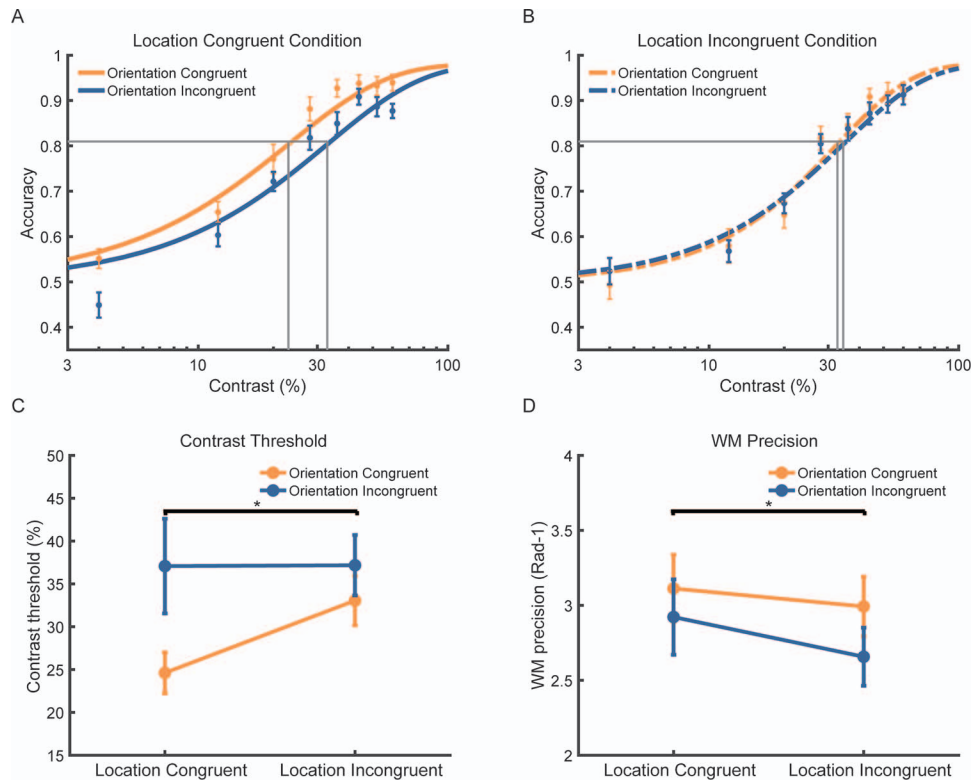 A
Location Congruent Condition
Orientation Congruent
Orientation Incongruent
1
0.9
0.8
0.7
0.6
0.5
0.4
Accuracy
3
10
30
100
Contrast (%)
B
Location Incongruent Condition
Orientation Congruent
Orientation Incongruent
1
0.9
0.8
0.7
0.6
0.5
0.4
Accuracy
3
10
30
100
Contrast (%)
C
Contrast Threshold
Orientation Congruent
Orientation Incongruent
*
50
45
40
35
30
25
20
15
Contrast threshold (%)
Location Congruent
Location Incongruent
D
WM Precision
Orientation Congruent
Orientation Incongruent
*
4
3.5
3
2.5
2
WM precision (Rad-1)
Location Congruent
Location Incongruent